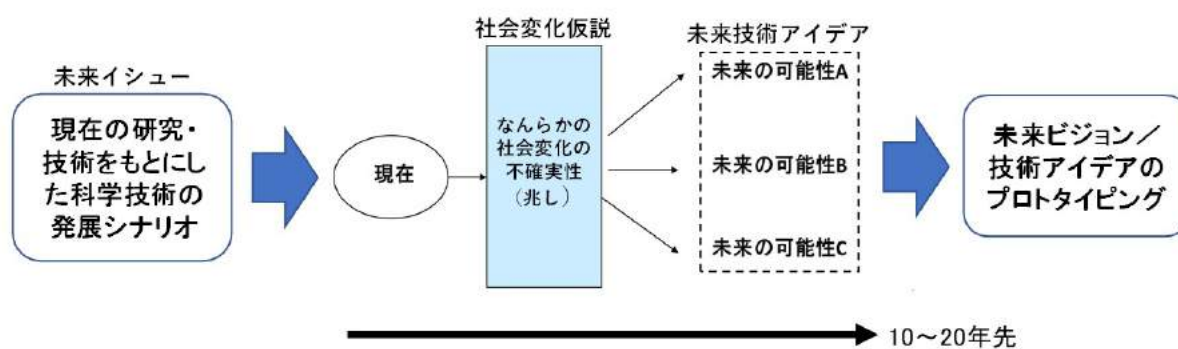 未来イシュー
現在の研究・
技術をもとにし
た科学技術の
発展シナリオ
現在
社会変化仮説
なんらかの
社会変化の
不確実性
(兆し)
未来技術アイデア
未来の可能性A
未来の可能性B
未来の可能性C
未来ビジョン／
技術アイデアの
プロトタイピング
10～20年先